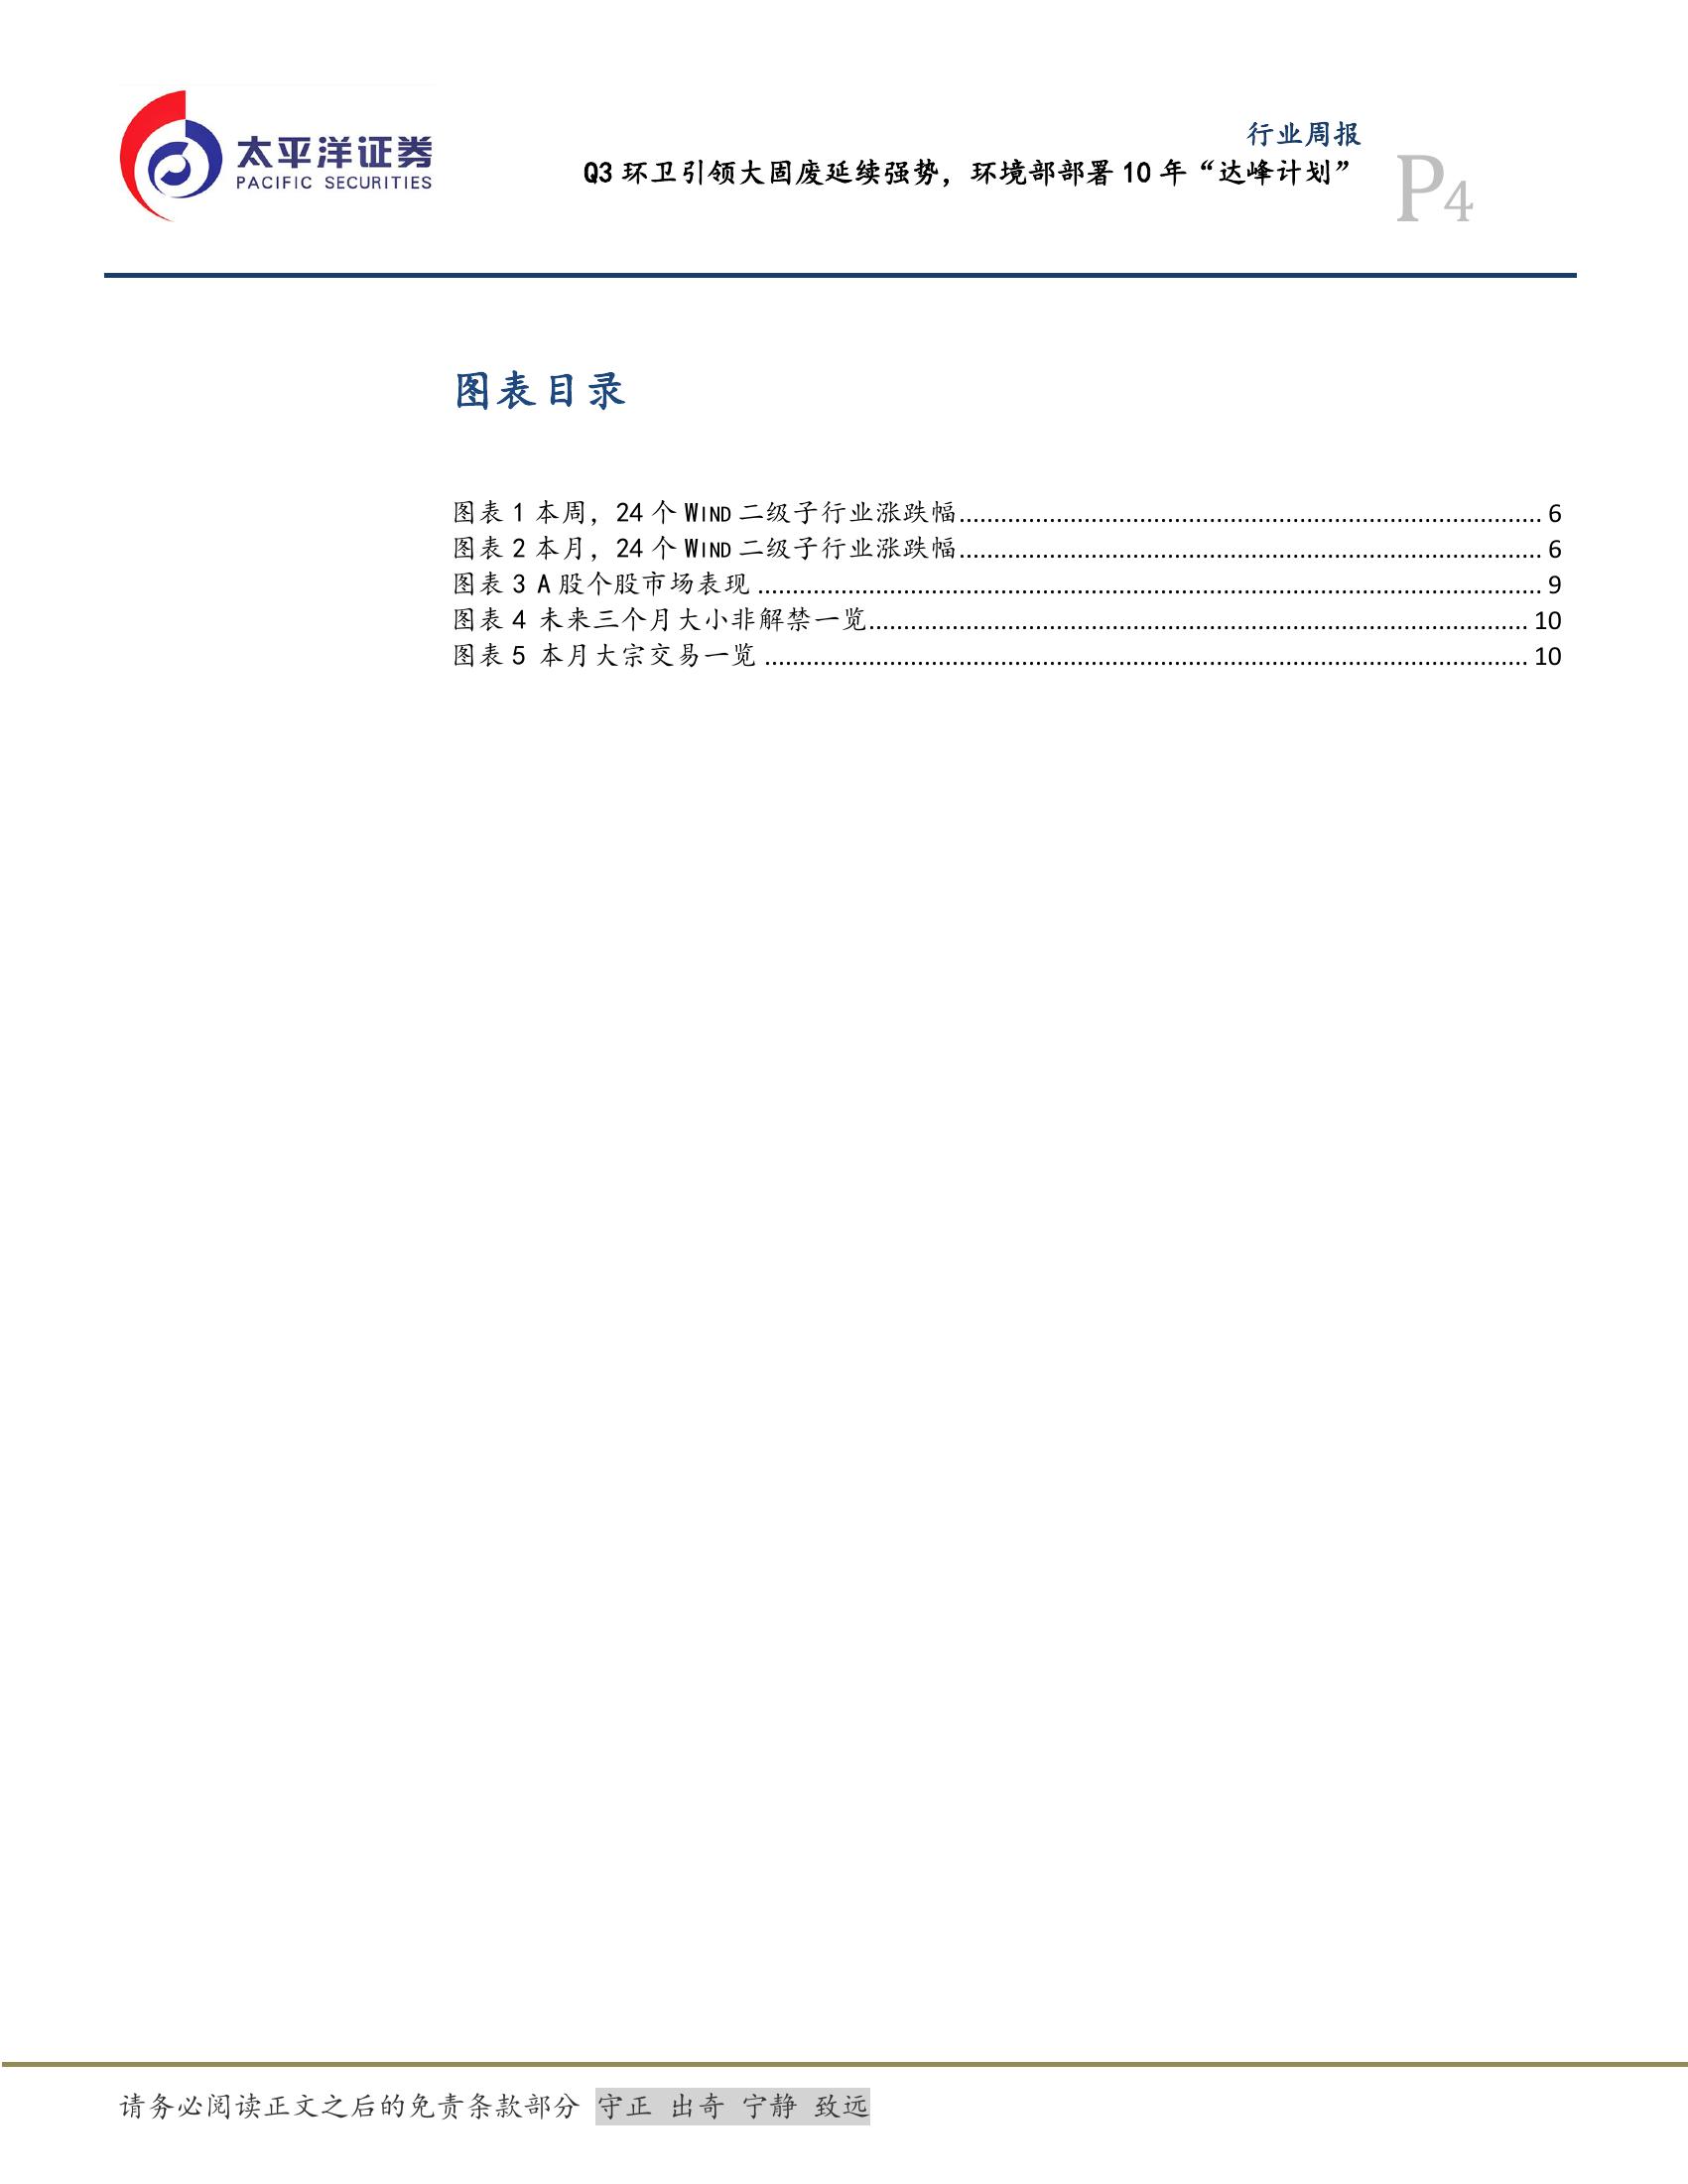 太平洋证券
PACIFIC SECURITIES
行业周报
Q3 环卫引领大固废延续强势，环境部部署 10 年“达峰计划”
P4
图表目录
图表 1 本周，24 个 WIND 二级子行业涨跌幅........................................................................ 6
图表 2 本月，24 个 WIND 二级子行业涨跌幅........................................................................ 6
图表 3 A 股个股市场表现 ........................................................................ 9
图表 4 未来三个月大小非解禁一览........................................................................ 10
图表 5 本月大宗交易一览 ........................................................................ 10
请务必阅读正文之后的免责条款部分 守正 出奇 宁静 致远